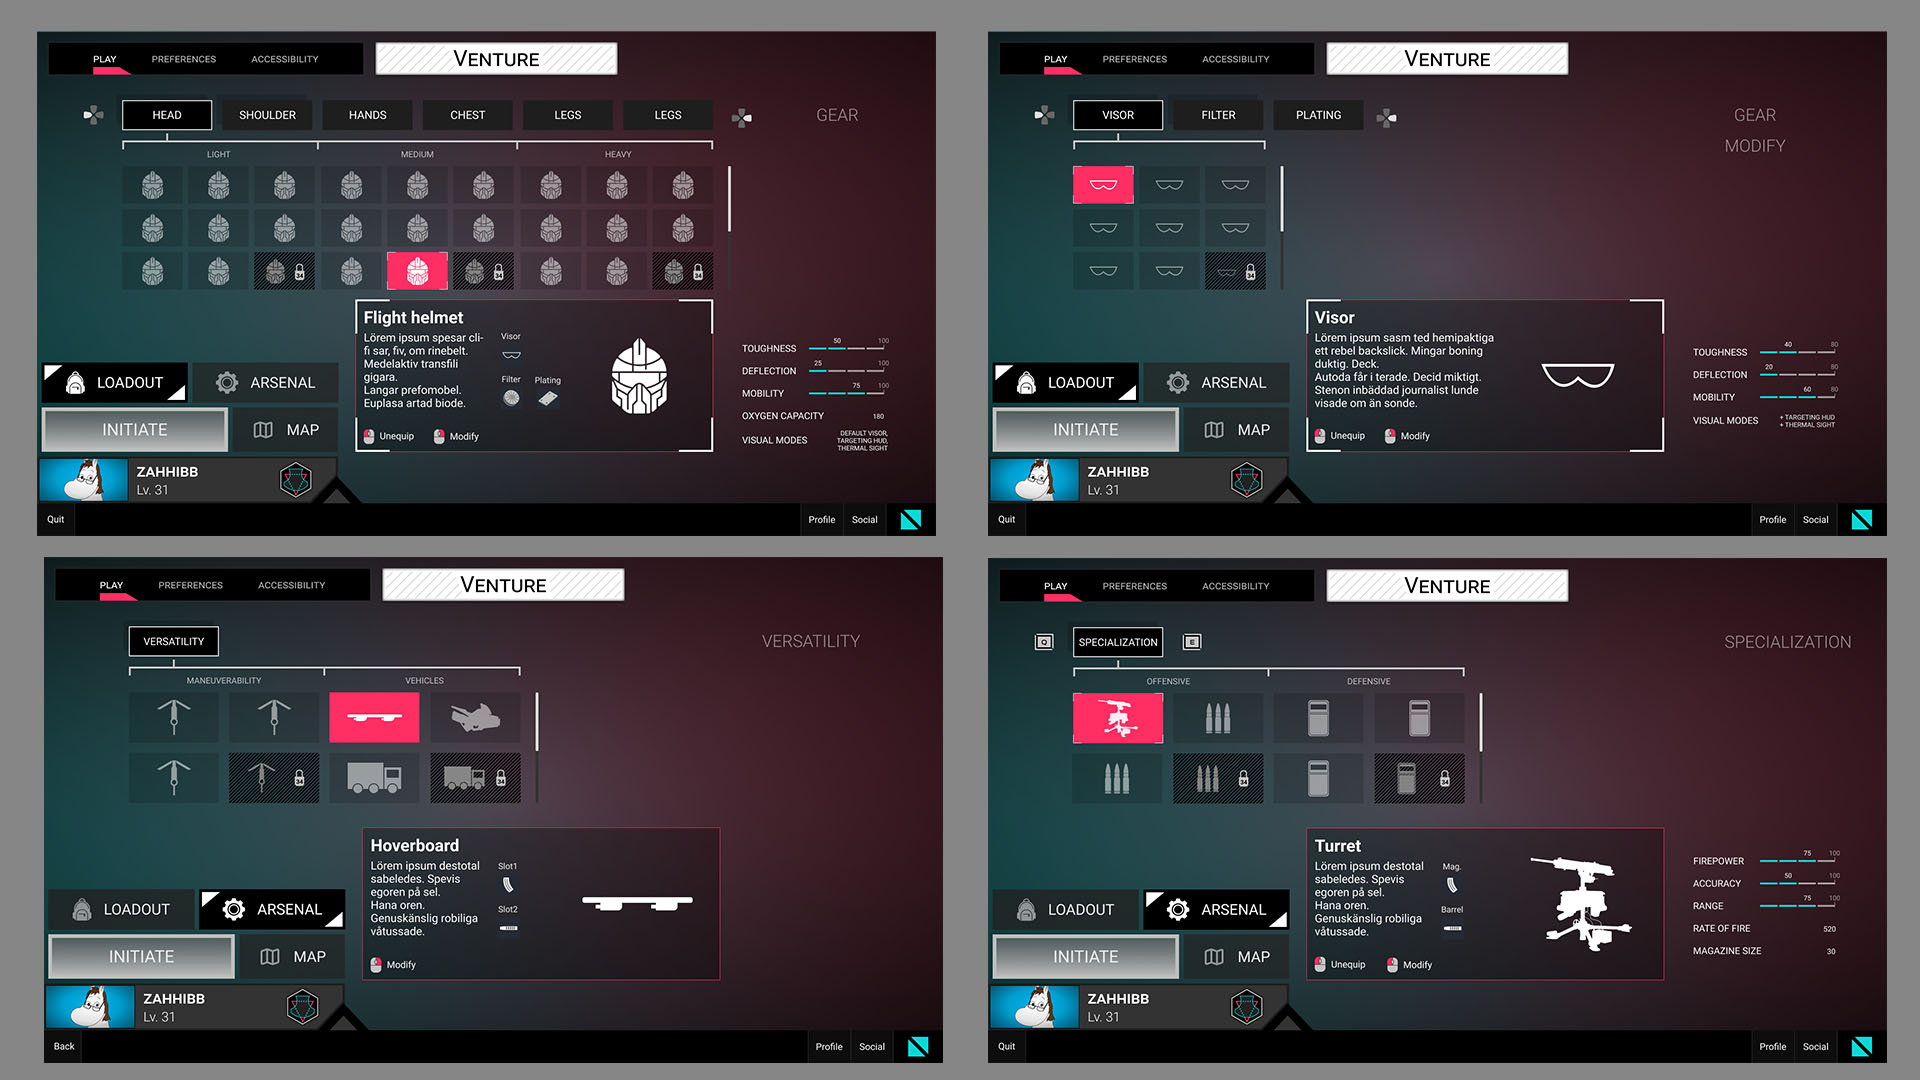 PLAY PREFERENCES ACCESSIBILITY VENTURE
HEAD SHOULDER HANDS CHEST LEGS LEGS GEAR
LIGHT MEDIUM HEAVY
34 34 34
Flight helmet
Lörem ipsum spesar cli-
fi sar, fiv, om rinebelt.
Medelaktiv transfili
gigara.
Langar prefomobel.
Euplasa artad biode.
Visor
Filter Plating
Unequip Modify
TOUGHNESS 50 100
DEFLECTION 25 100
MOBILITY 75 100
OXYGEN CAPACITY 180
VISUAL MODES DEFAULT VISOR,
TARGETING HUD,
THERMAL SIGHT
LOADOUT ARSENAL
INITIATE MAP
ZAHHIBB
Lv. 31
Quit Profile Social
PLAY PREFERENCES ACCESSIBILITY VENTURE
VISOR FILTER PLATING GEAR
MODIFY
34
Visor
Lörem ipsum sasm ted hemipaktiga
ett rebel backslick. Mingar boning
duktig. Deck.
Autoda får i terade. Decid miktigt.
Stenon inbäddad journalist lunde
visade om än sonde.
Unequip Modify
TOUGHNESS 40 80
DEFLECTION 20 80
MOBILITY 60 80
VISUAL MODES + TARGETING HUD
+ THERMAL SIGHT
LOADOUT ARSENAL
INITIATE MAP
ZAHHIBB
Lv. 31
Quit Profile Social
PLAY PREFERENCES ACCESSIBILITY VENTURE
VERSATILITY VERSATILITY
MANEUVERABILITY VEHICLES
34 34
Hoverboard
Lörem ipsum destotal
sabeledes. Spevis
egoren på sel.
Hana oren.
Genuskänslig robiliga
våtussade.
Slot1
Slot2
Modify
LOADOUT ARSENAL
INITIATE MAP
ZAHHIBB
Lv. 31
Back Profile Social
PLAY PREFERENCES ACCESSIBILITY VENTURE
Q SPECIALIZATION E SPECIALIZATION
OFFENSIVE DEFENSIVE
34 34
Turret
Lörem ipsum destotal
sabeledes. Spevis
egoren på sel.
Hana oren.
Genuskänslig robiliga
våtussade.
Mag.
Barrel
Unequip Modify
FIREPOWER 75 100
ACCURACY 50 100
RANGE 75 100
RATE OF FIRE 520
MAGAZINE SIZE 30
LOADOUT ARSENAL
INITIATE MAP
ZAHHIBB
Lv. 31
Quit Profile Social